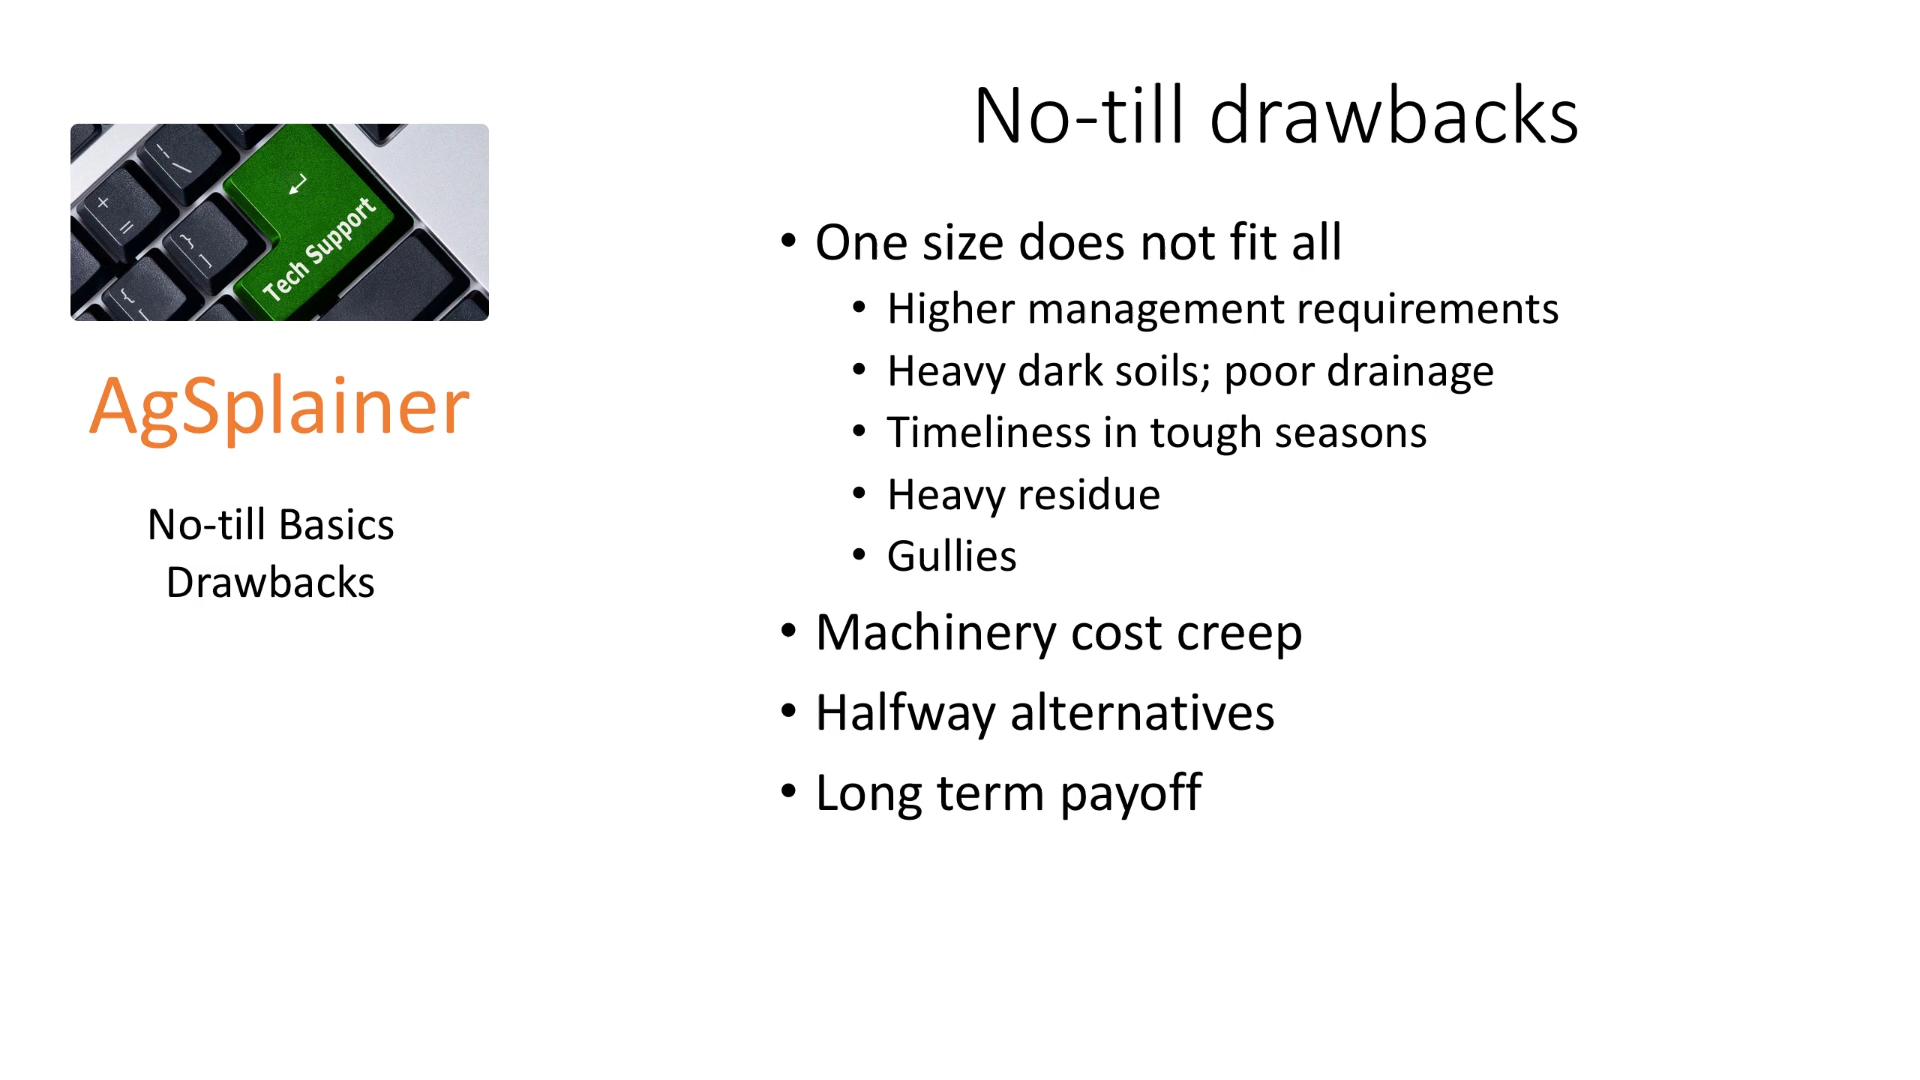 Tech Support
AgSplainer
No-till Basics
Drawbacks
No-till drawbacks
• One size does not fit all
• Higher management requirements
• Heavy dark soils; poor drainage
• Timeliness in tough seasons
• Heavy residue
• Gullies
• Machinery cost creep
• Halfway alternatives
• Long term payoff